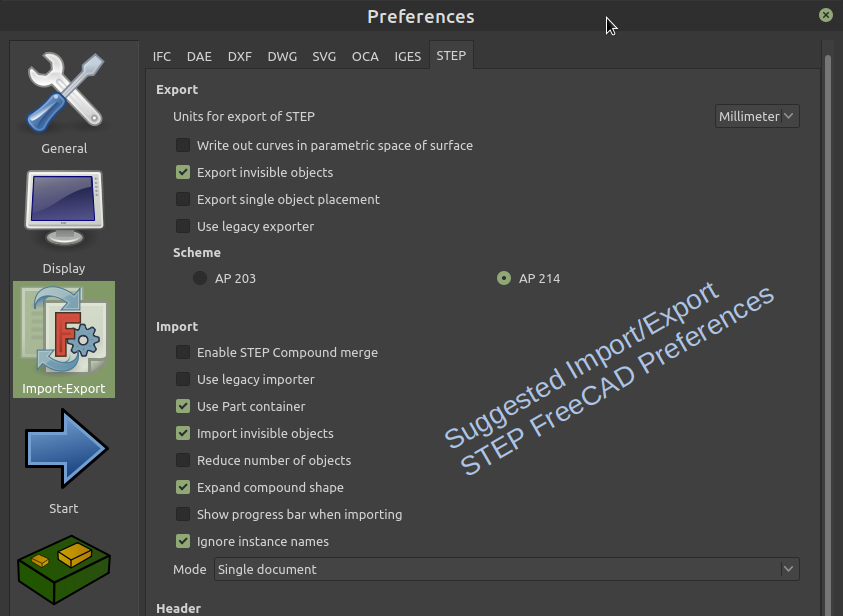 Preferences
IFC DAE DXF DWG SVG OCA IGES STEP
General
Display
Import-Export
Start
Export
Units for export of STEP Millimeter
Write out curves in parametric space of surface
Export invisible objects
Export single object placement
Use legacy exporter
Scheme
AP 203 AP 214
Import
Enable STEP Compound merge
Use legacy importer
Use Part container
Import invisible objects
Reduce number of objects
Expand compound shape
Show progress bar when importing
Ignore instance names
Mode Single document
Header
Suggested Import/Export
STEP FreeCAD Preferences